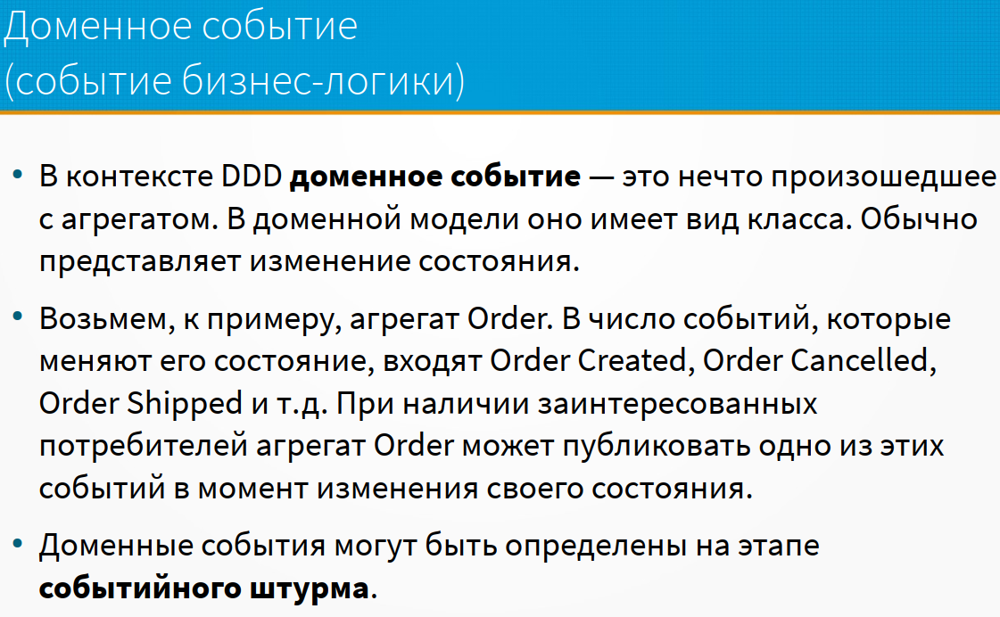 Доменное событие
(событие бизнес-логики)
• В контексте DDD доменное событие — это нечто произошедшее
с агрегатом. В доменной модели оно имеет вид класса. Обычно
представляет изменение состояния.
• Возьмем, к примеру, агрегат Order. В число событий, которые
меняют его состояние, входят Order Created, Order Cancelled,
Order Shipped и т.д. При наличии заинтересованных
потребителей агрегат Order может публиковать одно из этих
событий в момент изменения своего состояния.
• Доменные события могут быть определены на этапе
событийного штурма.